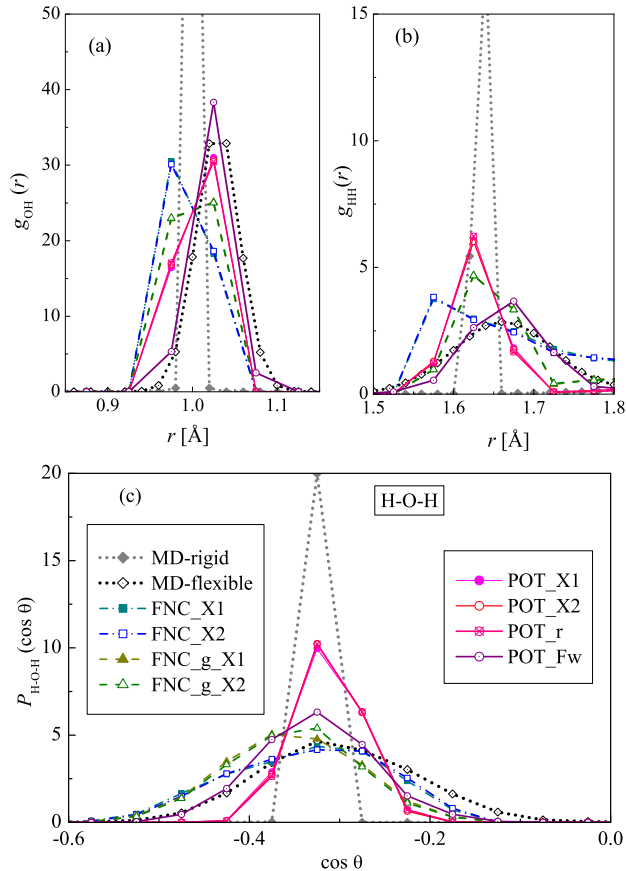 50
40
30
20
10
0
g_OH (r)
(a)
0.9 1.0 1.1
r [Å]
15
10
5
0
g_HH(r)
(b)
1.5 1.6 1.7 1.8
r [Å]
20
15
10
5
0
P_H-O-H (cos θ)
(c)
H-O-H
MD-rigid
MD-flexible
FNC_X1
FNC_X2
FNC_g_X1
FNC_g_X2
POT_X1
POT_X2
POT_r
POT_Fw
-0.6 -0.4 -0.2 0.0
cos θ